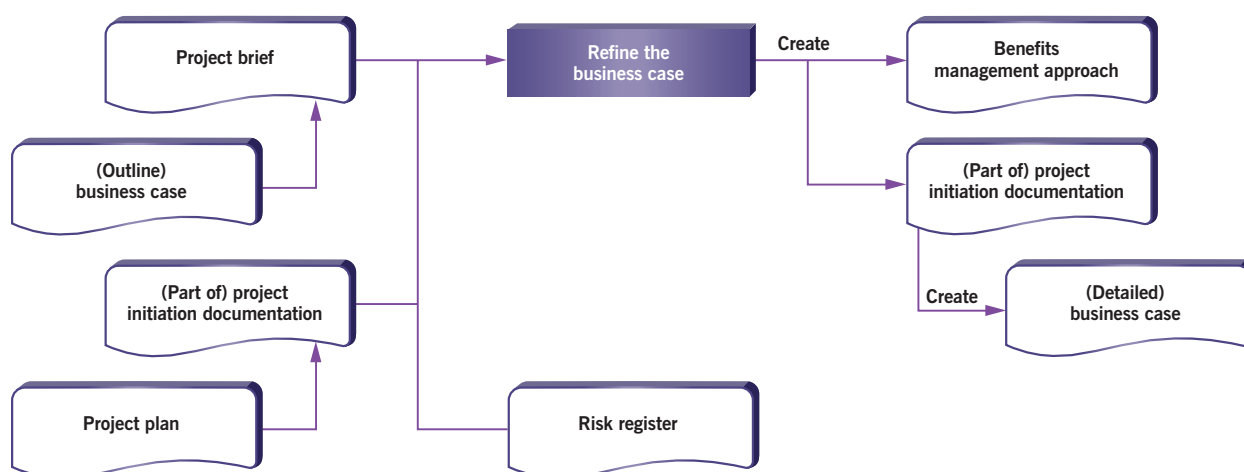 Project brief
Refine the
business case
Create
Benefits
management approach
(Outline)
business case
(Part of) project
initiation documentation
(Part of) project
initiation documentation
Create
(Detailed)
business case
Project plan
Risk register